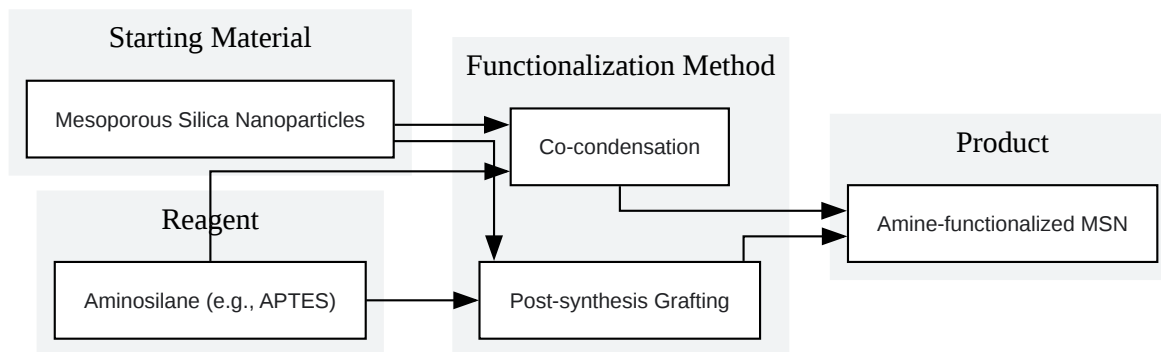 Starting Material
Mesoporous Silica Nanoparticles
Reagent
Aminosilane (e.g., APTES)
Functionalization Method
Co-condensation
Post-synthesis Grafting
Product
Amine-functionalized MSN